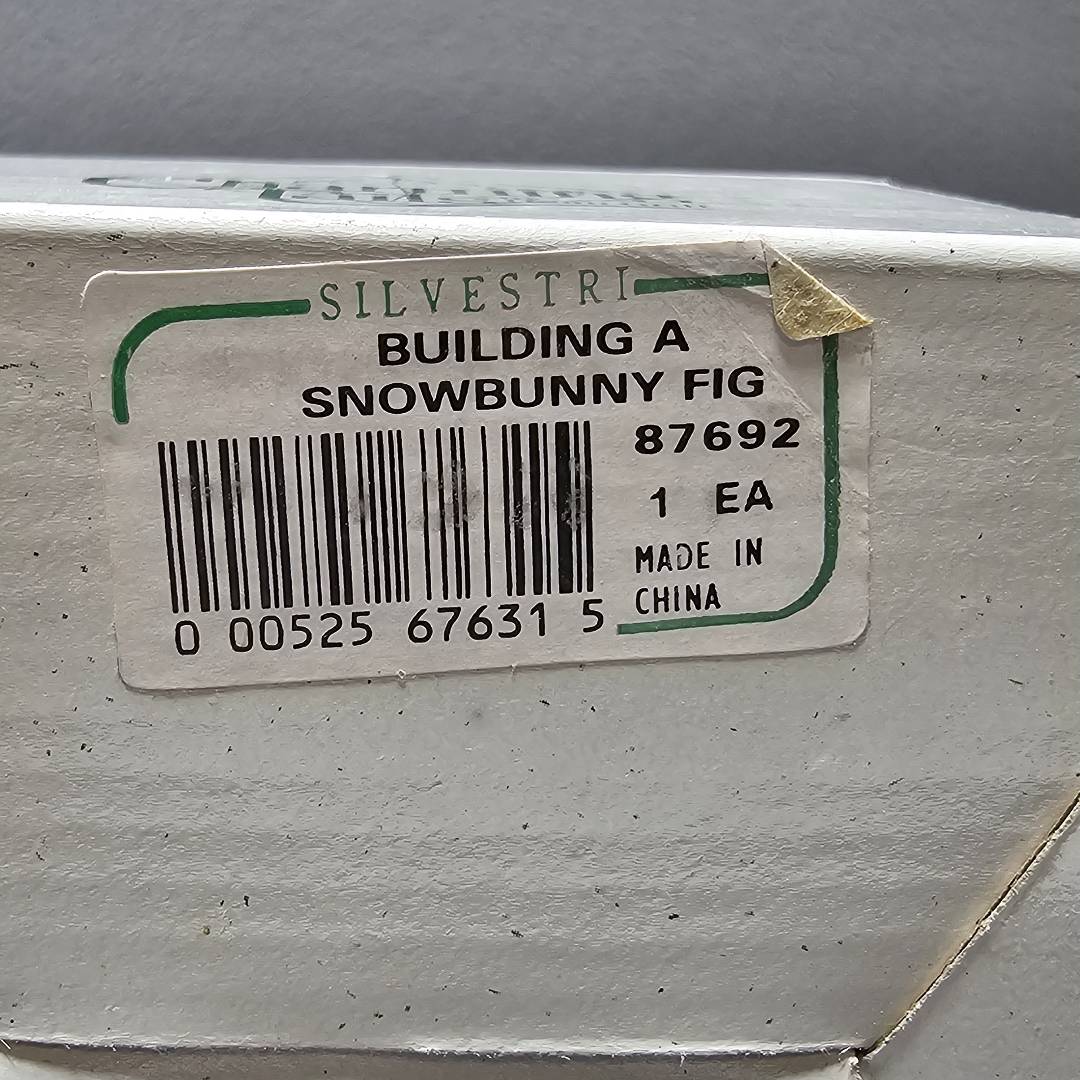 SILVESTRI
BUILDING A
SNOWBUNNY FIG
87692
1 EA
MADE IN
CHINA
0 00525 67631 5